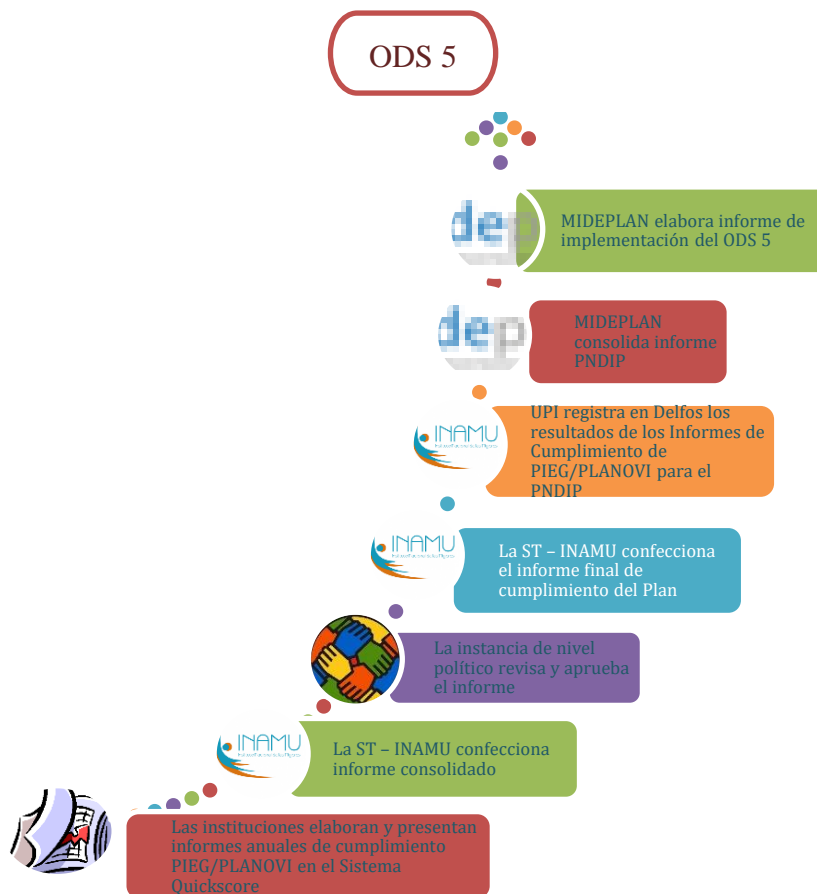 ODS 5
dep
MIDEPLAN elabora informe de
implementación del ODS 5
dep
MIDEPLAN
consolida informe
PNDIP
INAMU
UPI registra en Delfos los
resultados de los Informes de
Cumplimiento de
PIEG/PLANOVI para el
PNDIP
INAMU
La ST – INAMU confecciona
el informe final de
cumplimiento del Plan
La instancia de nivel
político revisa y aprueba
el informe
INAMU
La ST – INAMU confecciona
informe consolidado
Las instituciones elaboran y presentan
informes anuales de cumplimiento
PIEG/PLANOVI en el Sistema
Quickscore